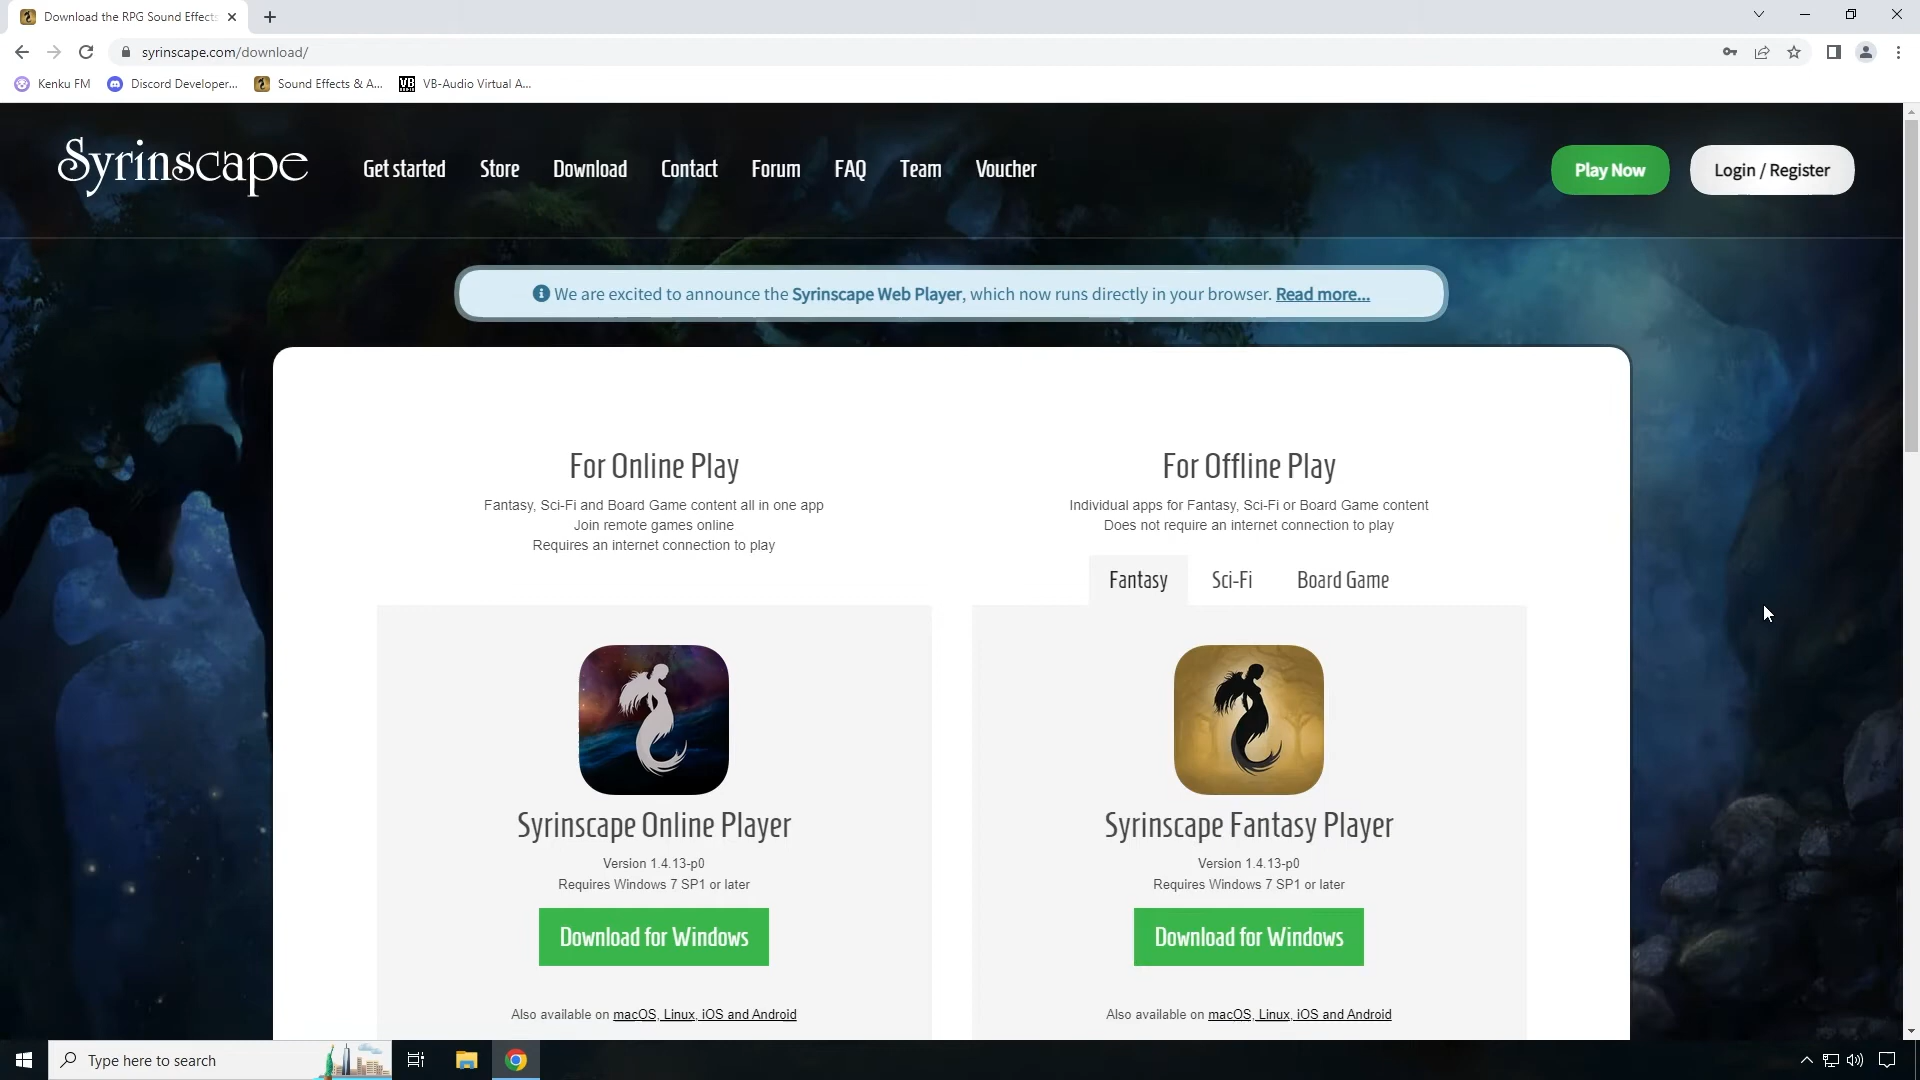 Download the RPG Sound Effects
syrinscape.com/download/
Kenku FM
Discord Developer...
Sound Effects & A...
VB-Audio Virtual A...
Syrinscape
Get started
Store
Download
Contact
Forum
FAQ
Team
Voucher
Play Now
Login / Register
We are excited to announce the Syrinscape Web Player, which now runs directly in your browser. Read more...
For Online Play
Fantasy, Sci-Fi and Board Game content all in one app
Join remote games online
Requires an internet connection to play
Syrinscape Online Player
Version 1.4.13-p0
Requires Windows 7 SP1 or later
Download for Windows
Also available on macOS, Linux, iOS and Android
For Offline Play
Individual apps for Fantasy, Sci-Fi or Board Game content
Does not require an internet connection to play
Fantasy
Sci-Fi
Board Game
Syrinscape Fantasy Player
Version 1.4.13-p0
Requires Windows 7 SP1 or later
Download for Windows
Also available on macOS, Linux, iOS and Android
Type here to search